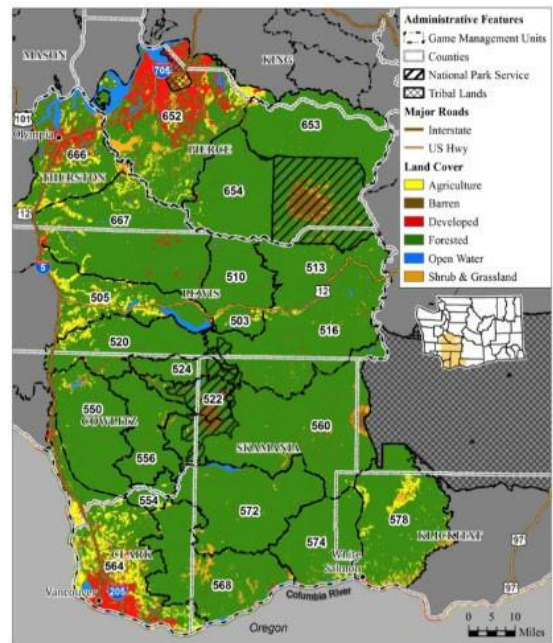 Administrative Features
Game Management Units
Counties
National Park Service
Tribal Lands
Major Roads
Interstate
US Hwy
Land Cover
Agriculture
Barren
Developed
Forested
Open Water
Shrub & Grassland
MASON
KING
705
101
Olympia
652
653
666
PIERCE
THURSTON
654
12
667
510
513
5
LEWIS
12
505
503
516
520
524
522
550
COWLITZ
560
SKAMANIA
556
554
572
578
574
KLICKITAT
CLARK
564
White
Salmon
97
568
Vancouver
205
Columbia River
97
Oregon
0 5 10
Miles